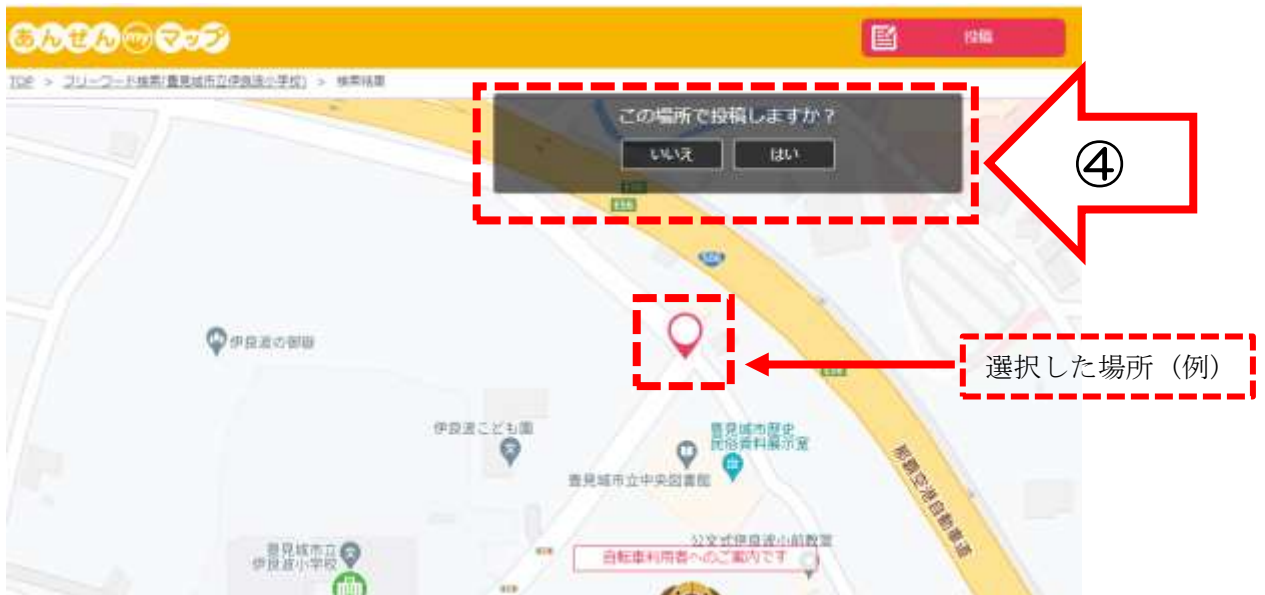 あんぜんmyマップ
投稿
TOP > フリーワード検索(豊見城市立伊良波小学校) > 検索結果
この場所で投稿しますか？
いいえ はい
④
E58
506
伊良波の御嶽
選択した場所（例）
伊良波こども園
豊見城市歴史
民俗資料展示室
豊見城市立中央図書館
那覇空港自動車道
公文式伊良波小前教室
自転車利用者へのご案内です
豊見城市立
伊良波小学校